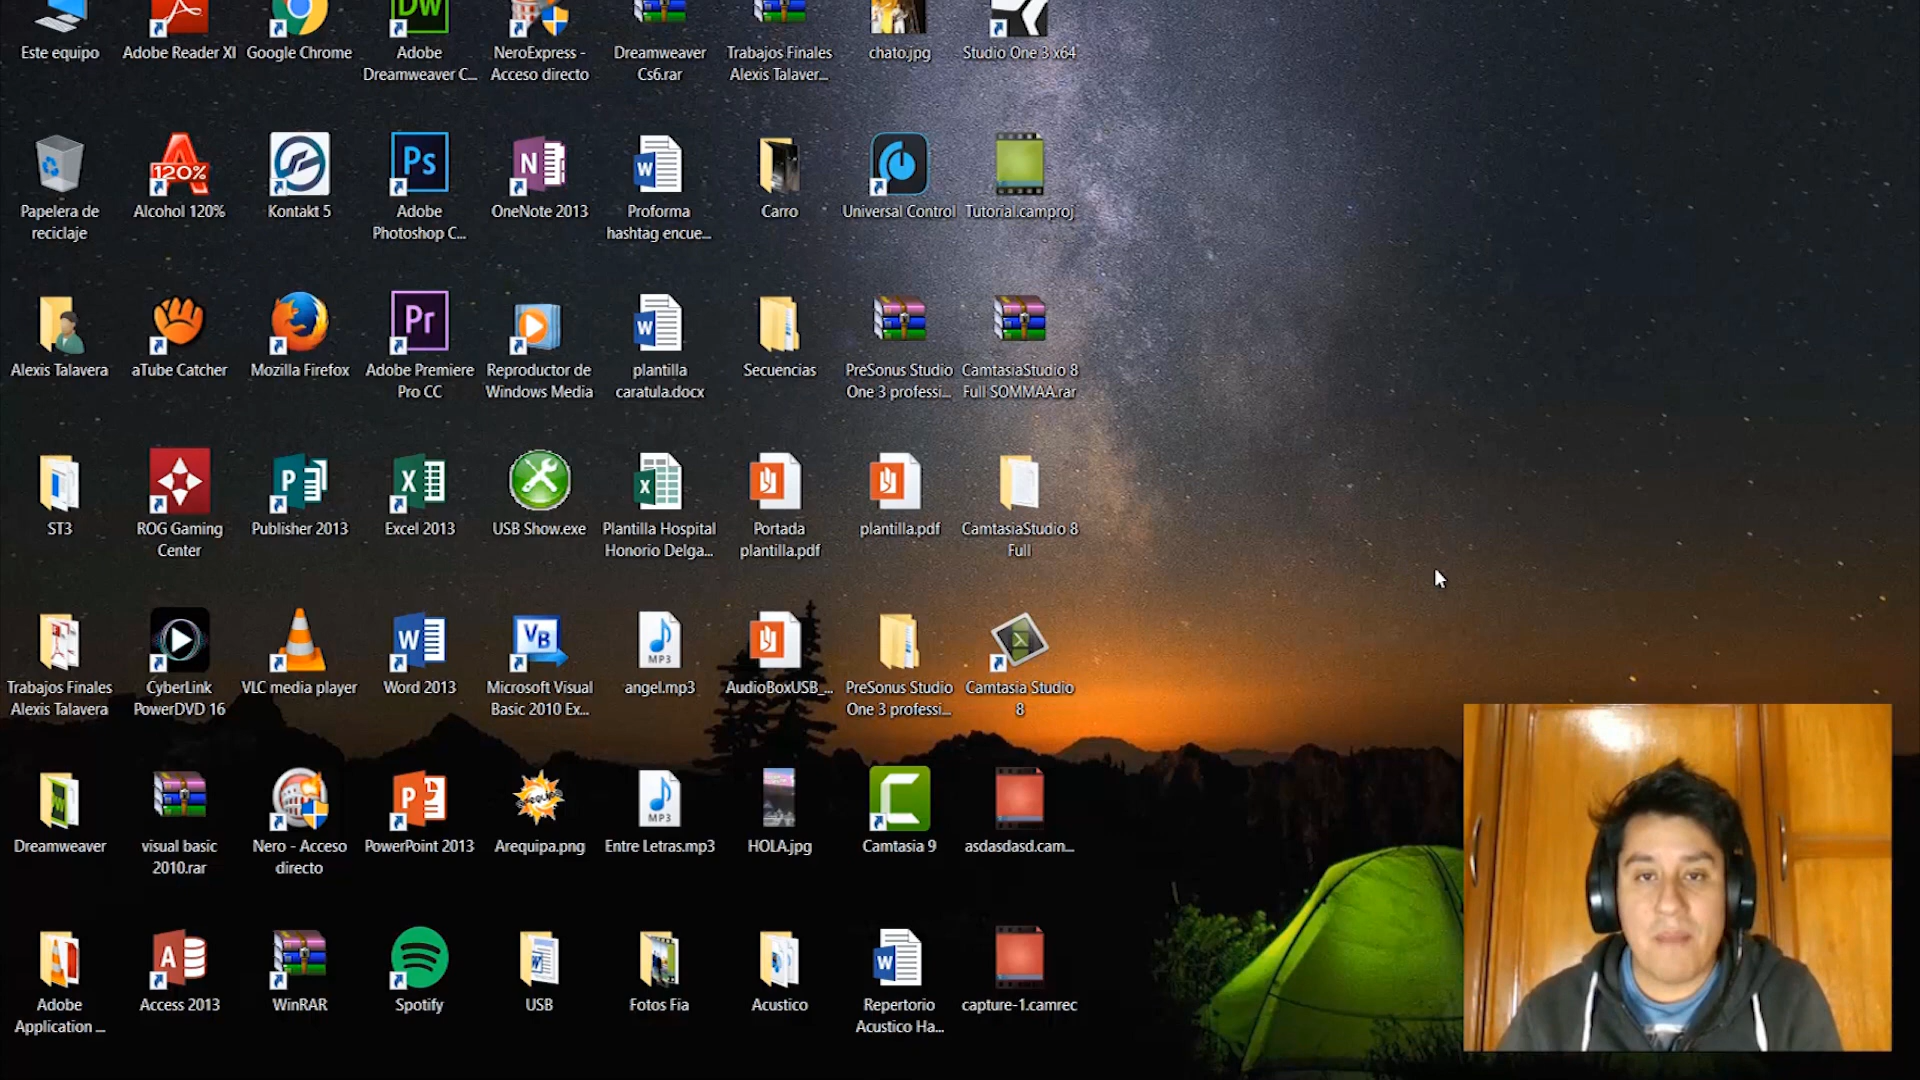 Este equipo
Adobe Reader XI
Google Chrome
DW
Adobe
Dreamweaver C...
NeroExpress -
Acceso directo
Dreamweaver
Cs6.rar
Trabajos Finales
Alexis Talaver...
chato.jpg
Studio One 3 x64
Papelera de
reciclaje
120%
Alcohol 120%
Kontakt 5
Ps
Adobe
Photoshop C...
N
OneNote 2013
W
Proforma
hashtag encue...
Carro
Universal Control
Tutorial.camproj
Alexis Talavera
aTube Catcher
Mozilla Firefox
Pr
Adobe Premiere
Pro CC
Reproductor de
Windows Media
W
plantilla
caratula.docx
Secuencias
PreSonus Studio
One 3 professi...
CamtasiaStudio 8
Full SOMMAA.rar
ST3
ROG Gaming
Center
P
Publisher 2013
X
Excel 2013
USB Show.exe
X
Plantilla Hospital
Honorio Delga...
Portada
plantilla.pdf
plantilla.pdf
CamtasiaStudio 8
Full
Trabajos Finales
Alexis Talavera
CyberLink
PowerDVD 16
VLC media player
W
Word 2013
VB
Microsoft Visual
Basic 2010 Ex...
MP3
angel.mp3
AudioBoxUSB_...
PreSonus Studio
One 3 professi...
Camtasia Studio
8
Dreamweaver
visual basic
2010.rar
Nero - Acceso
directo
P
PowerPoint 2013
Arequipa.png
MP3
Entre Letras.mp3
HOLA.jpg
C
Camtasia 9
asdasdasd.cam...
Adobe
Application ...
A
Access 2013
WinRAR
Spotify
USB
Fotos Fia
Acustico
W
Repertorio
Acustico Ha...
capture-1.camrec